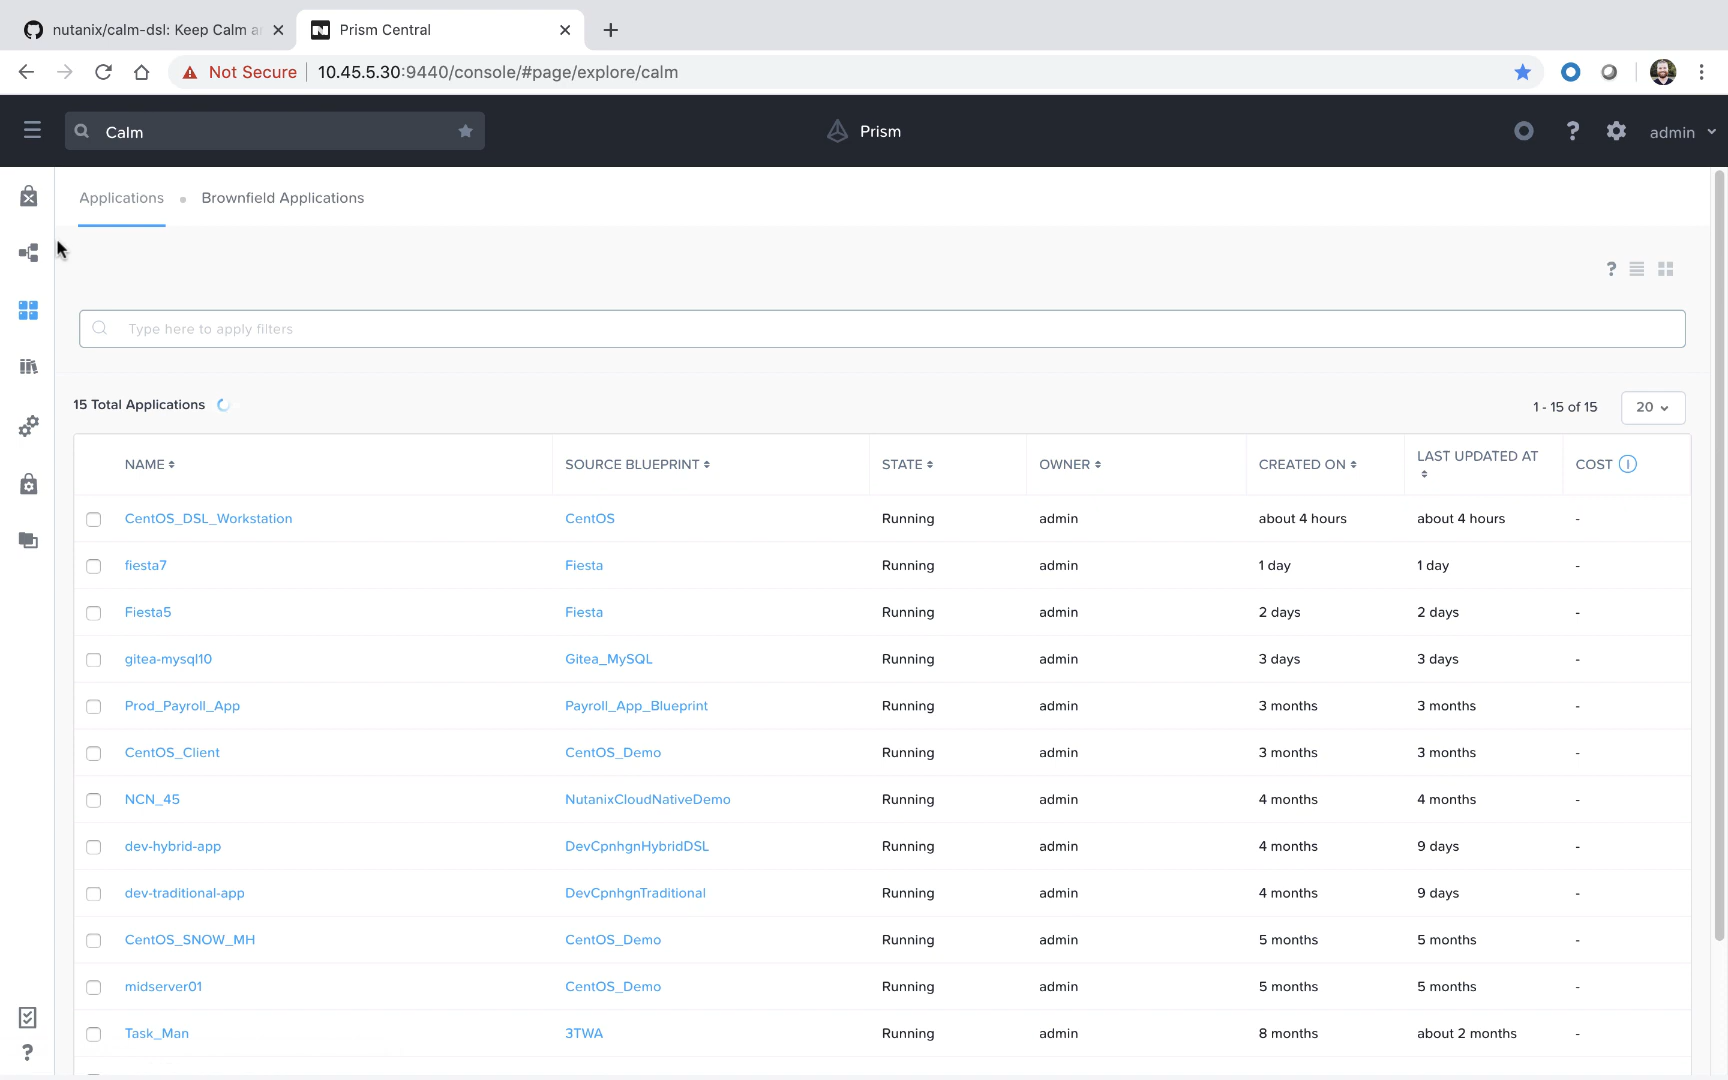 nutanix/calm-dsl: Keep Calm a
Prism Central
Not Secure 10.45.5.30:9440/console/#page/explore/calm
Calm
Prism
? admin
Applications Brownfield Applications
?
Type here to apply filters
15 Total Applications 1 - 15 of 15 20
NAME SOURCE BLUEPRINT STATE OWNER CREATED ON LAST UPDATED AT COST
CentOS_DSL_Workstation CentOS Running admin about 4 hours about 4 hours -
fiesta7 Fiesta Running admin 1 day 1 day -
Fiesta5 Fiesta Running admin 2 days 2 days -
gitea-mysql10 Gitea_MySQL Running admin 3 days 3 days -
Prod_Payroll_App Payroll_App_Blueprint Running admin 3 months 3 months -
CentOS_Client CentOS_Demo Running admin 3 months 3 months -
NCN_45 NutanixCloudNativeDemo Running admin 4 months 4 months -
dev-hybrid-app DevCpnhgnHybridDSL Running admin 4 months 9 days -
dev-traditional-app DevCpnhgnTraditional Running admin 4 months 9 days -
CentOS_SNOW_MH CentOS_Demo Running admin 5 months 5 months -
midserver01 CentOS_Demo Running admin 5 months 5 months -
Task_Man 3TWA Running admin 8 months about 2 months -
?